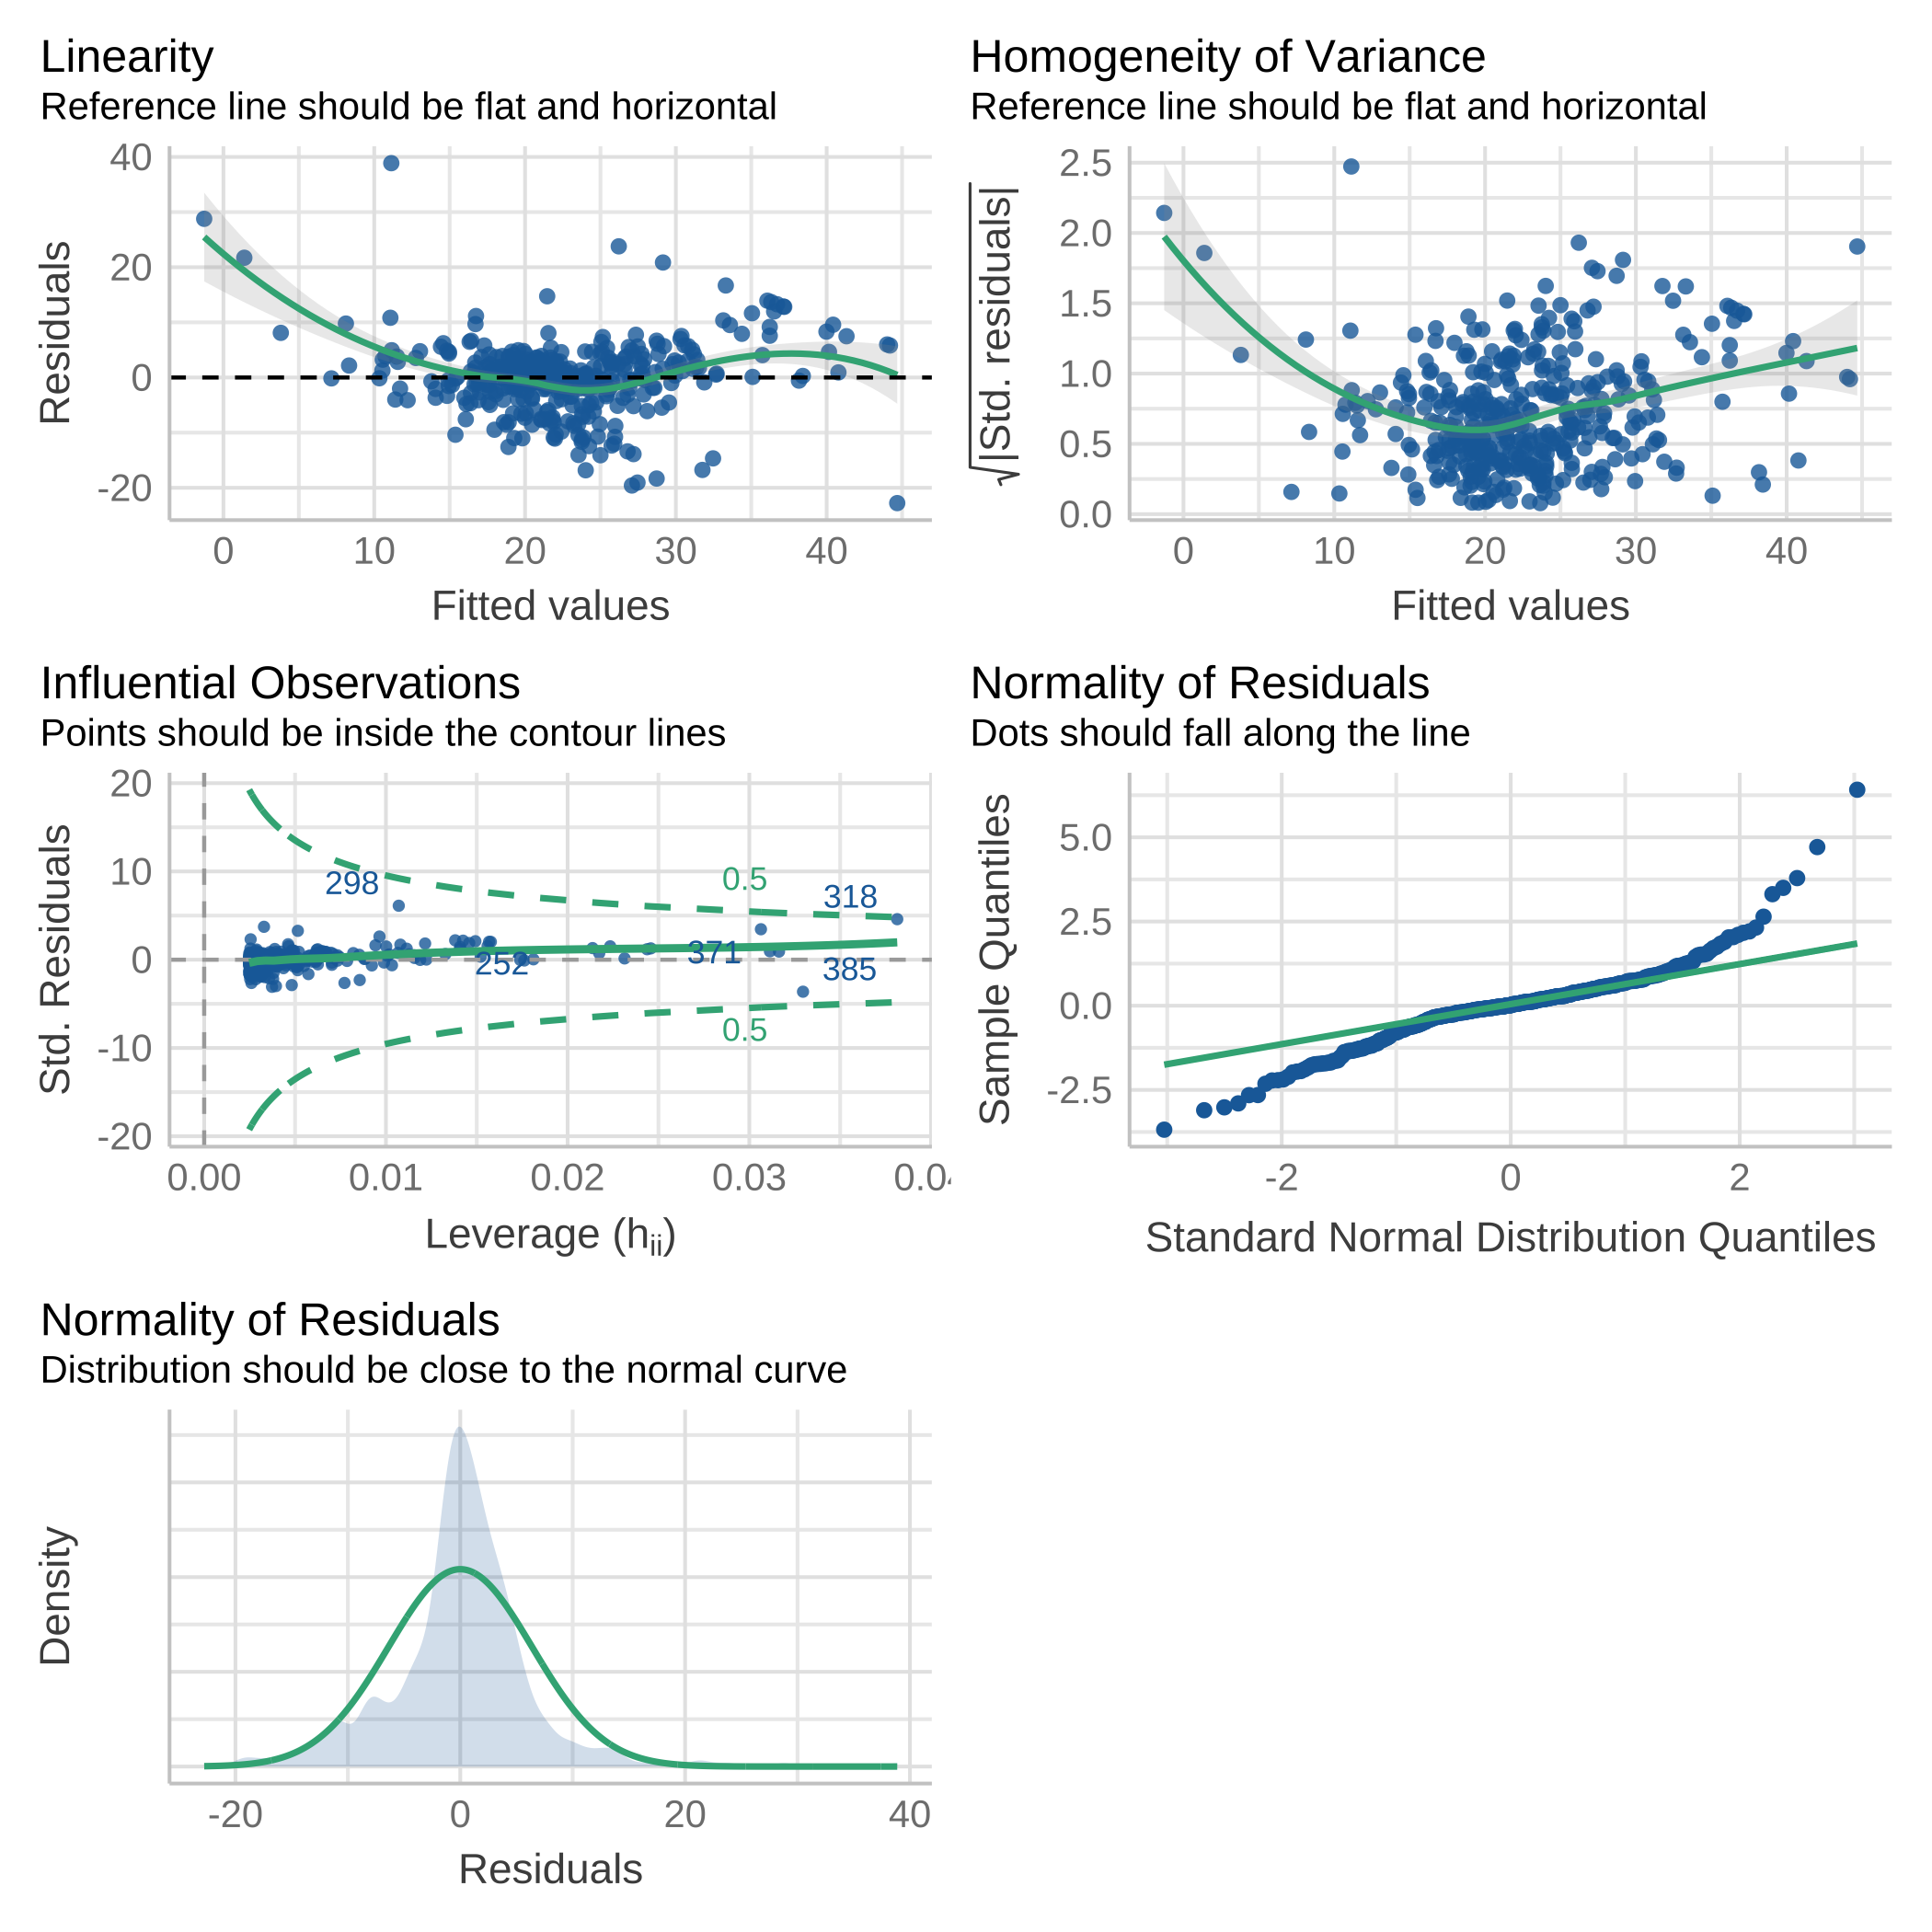 Linearity
Reference line should be flat and horizontal
40
20
0
-20
Residuals
0 10 20 30 40
Fitted values
Homogeneity of Variance
Reference line should be flat and horizontal
2.5
2.0
1.5
1.0
0.5
0.0
√|Std. residuals|
0 10 20 30 40
Fitted values
Influential Observations
Points should be inside the contour lines
20
10
0
-10
-20
Std. Residuals
298
0.5
318
371
252
385
0.5
0.00 0.01 0.02 0.03
Leverage (hii)
Normality of Residuals
Dots should fall along the line
5.0
2.5
0.0
-2.5
Sample Quantiles
-2 0 2
Standard Normal Distribution Quantiles
Normality of Residuals
Distribution should be close to the normal curve
Density
-20 0 20 40
Residuals